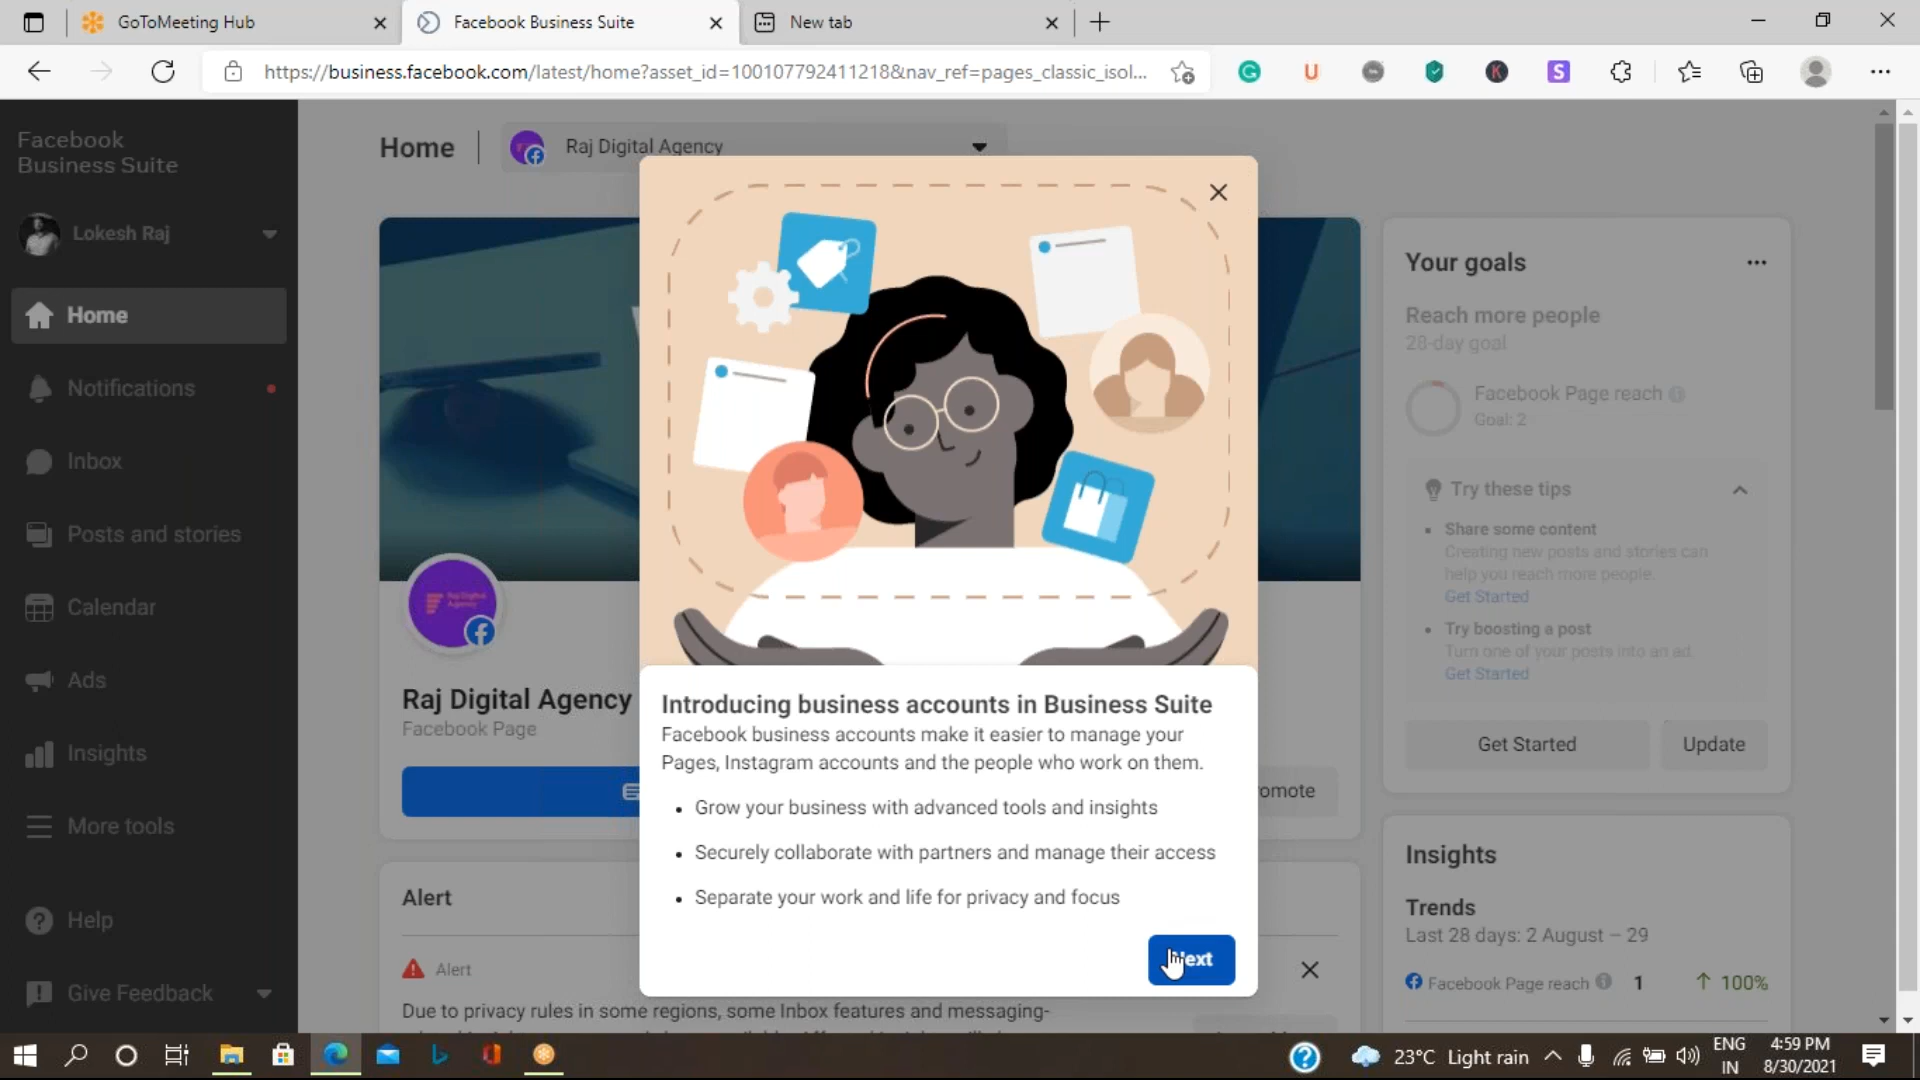 GoToMeeting Hub
Facebook Business Suite
New tab
https://business.facebook.com/latest/home?asset_id=100107792411218&nav_ref=pages_classic_isol...
Facebook
Business Suite
Lokesh Raj
Home
Notifications
Inbox
Posts and stories
Calendar
Ads
Insights
More tools
Help
Give Feedback
Home
Raj Digital Agency
Raj Digital Agency
Facebook Page
omote
Alert
Alert
Due to privacy rules in some regions, some Inbox features and messaging-
Introducing business accounts in Business Suite
Facebook business accounts make it easier to manage your
Pages, Instagram accounts and the people who work on them.
• Grow your business with advanced tools and insights
• Securely collaborate with partners and manage their access
• Separate your work and life for privacy and focus
Next
Your goals
Reach more people
28-day goal
Facebook Page reach
Goal: 2
Try these tips
• Share some content
Creating new posts and stories can
help you reach more people.
Get Started
• Try boosting a post
Turn one of your posts into an ad.
Get Started
Get Started
Update
Insights
Trends
Last 28 days: 2 August – 29
Facebook Page reach 1 ↑ 100%
23°C Light rain
ENG
IN
4:59 PM
8/30/2021